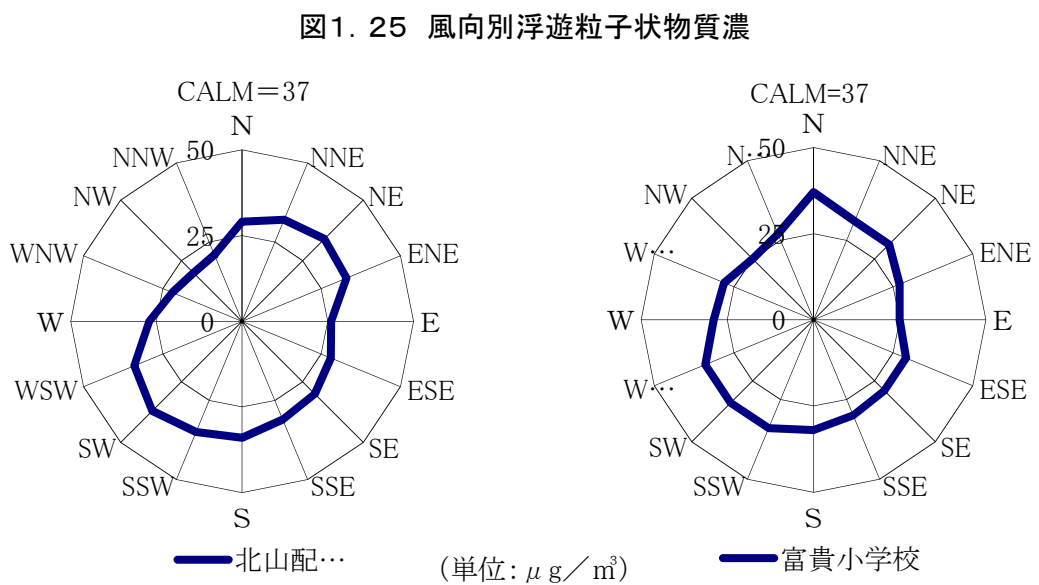 図1．25　風向別浮遊粒子状物質濃
CALM＝37
N
NNE
NE
ENE
E
ESE
SE
SSE
S
SSW
SW
WSW
W
WNW
NW
NNW
50
25
0
北山配…
CALM=37
N
NNE
NE
ENE
E
ESE
SE
SSE
S
SSW
SW
W…
W
W…
NW
N…
50
25
0
富貴小学校
（単位：μg／㎥）